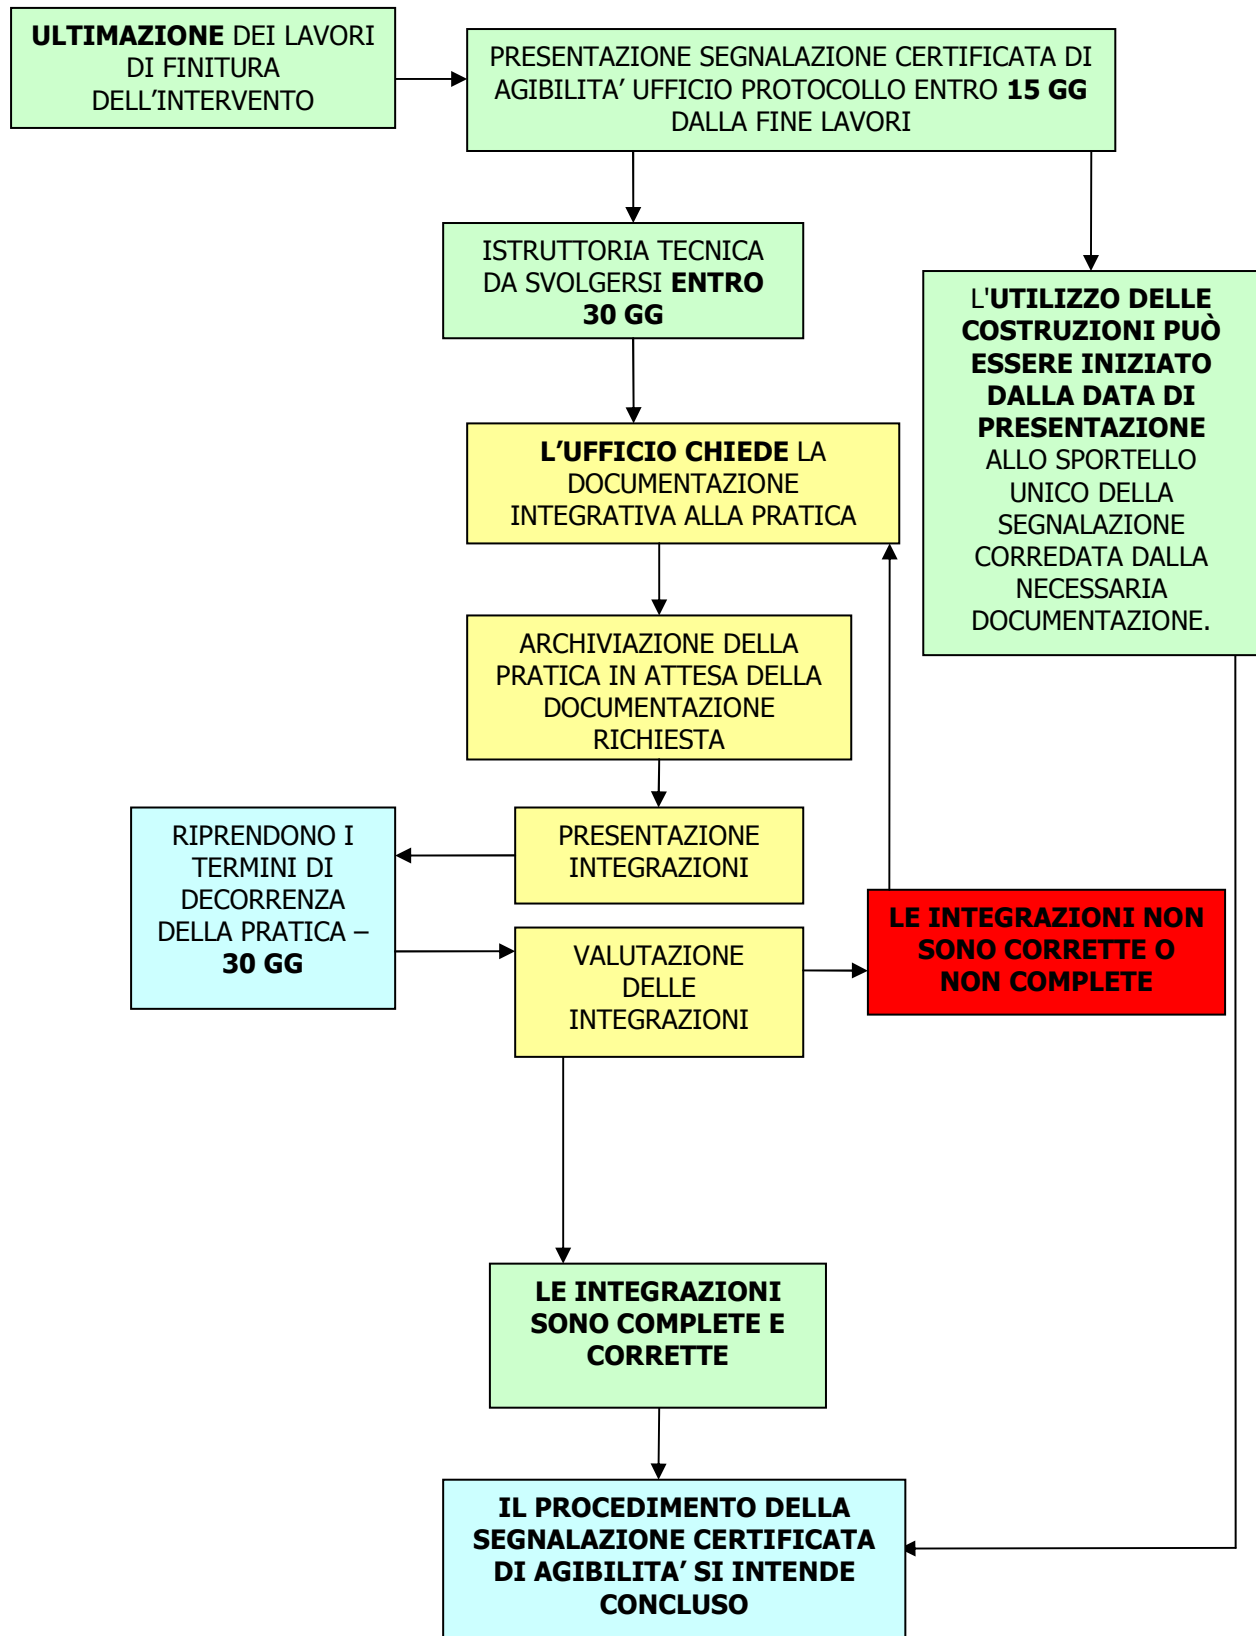 ULTIMAZIONE DEI LAVORI
DI FINITURA
DELL’INTERVENTO
PRESENTAZIONE SEGNALAZIONE CERTIFICATA DI
AGIBILITA’ UFFICIO PROTOCOLLO ENTRO 15 GG
DALLA FINE LAVORI
ISTRUTTORIA TECNICA
DA SVOLGERSI ENTRO
30 GG
L'UTILIZZO DELLE
COSTRUZIONI PUÒ
ESSERE INIZIATO
DALLA DATA DI
PRESENTAZIONE
ALLO SPORTELLO
UNICO DELLA
SEGNALAZIONE
CORREDATA DALLA
NECESSARIA
DOCUMENTAZIONE.
L’UFFICIO CHIEDE LA
DOCUMENTAZIONE
INTEGRATIVA ALLA PRATICA
ARCHIVIAZIONE DELLA
PRATICA IN ATTESA DELLA
DOCUMENTAZIONE
RICHIESTA
PRESENTAZIONE
INTEGRAZIONI
RIPRENDONO I
TERMINI DI
DECORRENZA
DELLA PRATICA –
30 GG
VALUTAZIONE
DELLE
INTEGRAZIONI
LE INTEGRAZIONI NON
SONO CORRETTE O
NON COMPLETE
LE INTEGRAZIONI
SONO COMPLETE E
CORRETTE
IL PROCEDIMENTO DELLA
SEGNALAZIONE CERTIFICATA
DI AGIBILITA’ SI INTENDE
CONCLUSO